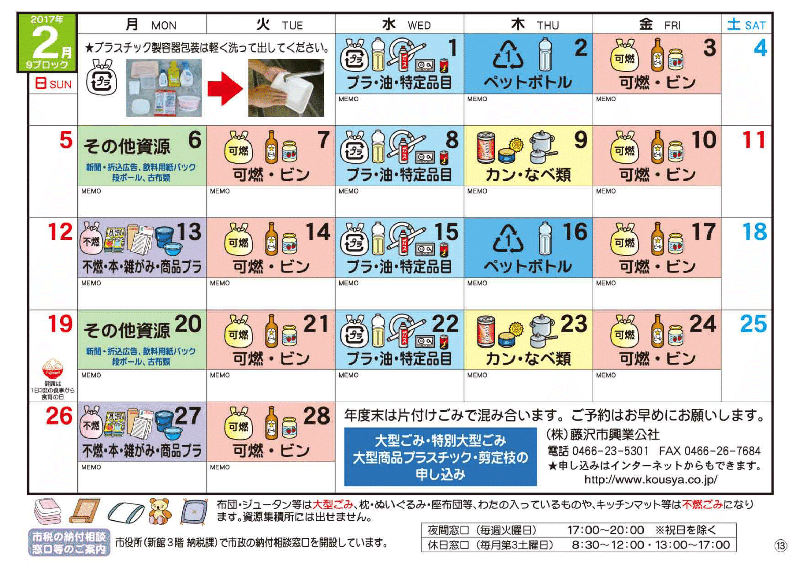 2017年
2月
9ブロック
日 SUN
月 MON
火 TUE
水 WED
木 THU
金 FRI
土 SAT
★プラスチック製容器包装は軽く洗って出してください。
プラ
1
プラ・油・特定品目
MEMO
2
ペットボトル
MEMO
可燃
3
可燃・ビン
MEMO
4
5
その他資源 6
新聞・折込広告、飲料用紙パック
段ボール、古布類
MEMO
可燃
7
可燃・ビン
MEMO
プラ
8
プラ・油・特定品目
MEMO
9
カン・なべ類
MEMO
可燃
10
可燃・ビン
MEMO
11
12
不燃
13
不燃・本・雑がみ・商品プラ
MEMO
可燃
14
可燃・ビン
MEMO
プラ
15
プラ・油・特定品目
MEMO
1
16
ペットボトル
MEMO
可燃
17
可燃・ビン
MEMO
18
19
毎月19日は
1日3度の食事から
食育の日
その他資源 20
新聞・折込広告、飲料用紙パック
段ボール、古布類
MEMO
可燃
21
可燃・ビン
MEMO
プラ
22
プラ・油・特定品目
MEMO
23
カン・なべ類
MEMO
可燃
24
可燃・ビン
MEMO
25
26
不燃
27
不燃・本・雑がみ・商品プラ
MEMO
可燃
28
可燃・ビン
MEMO
年度末は片付けごみで混み合います。ご予約はお早めにお願いします。
大型ごみ・特別大型ごみ
大型商品プラスチック・剪定枝の
申し込み
(株)藤沢市興業公社
電話 0466-23-5301 FAX 0466-26-7684
★申し込みはインターネットからもできます。
http://www.kousya.co.jp/
布団・ジュータン等は大型ごみ、枕・ぬいぐるみ・座布団等、わたの入っているものや、キッチンマット等は不燃ごみになり
ます。資源集積所には出せません。
市税の納付相談
窓口等のご案内
市役所(新館3階 納税課)で市政の納付相談窓口を開設しています。
夜間窓口(毎週火曜日) 17:00~20:00 ※祝日を除く
休日窓口(毎月第3土曜日) 8:30~12:00・13:00~17:00
⑬